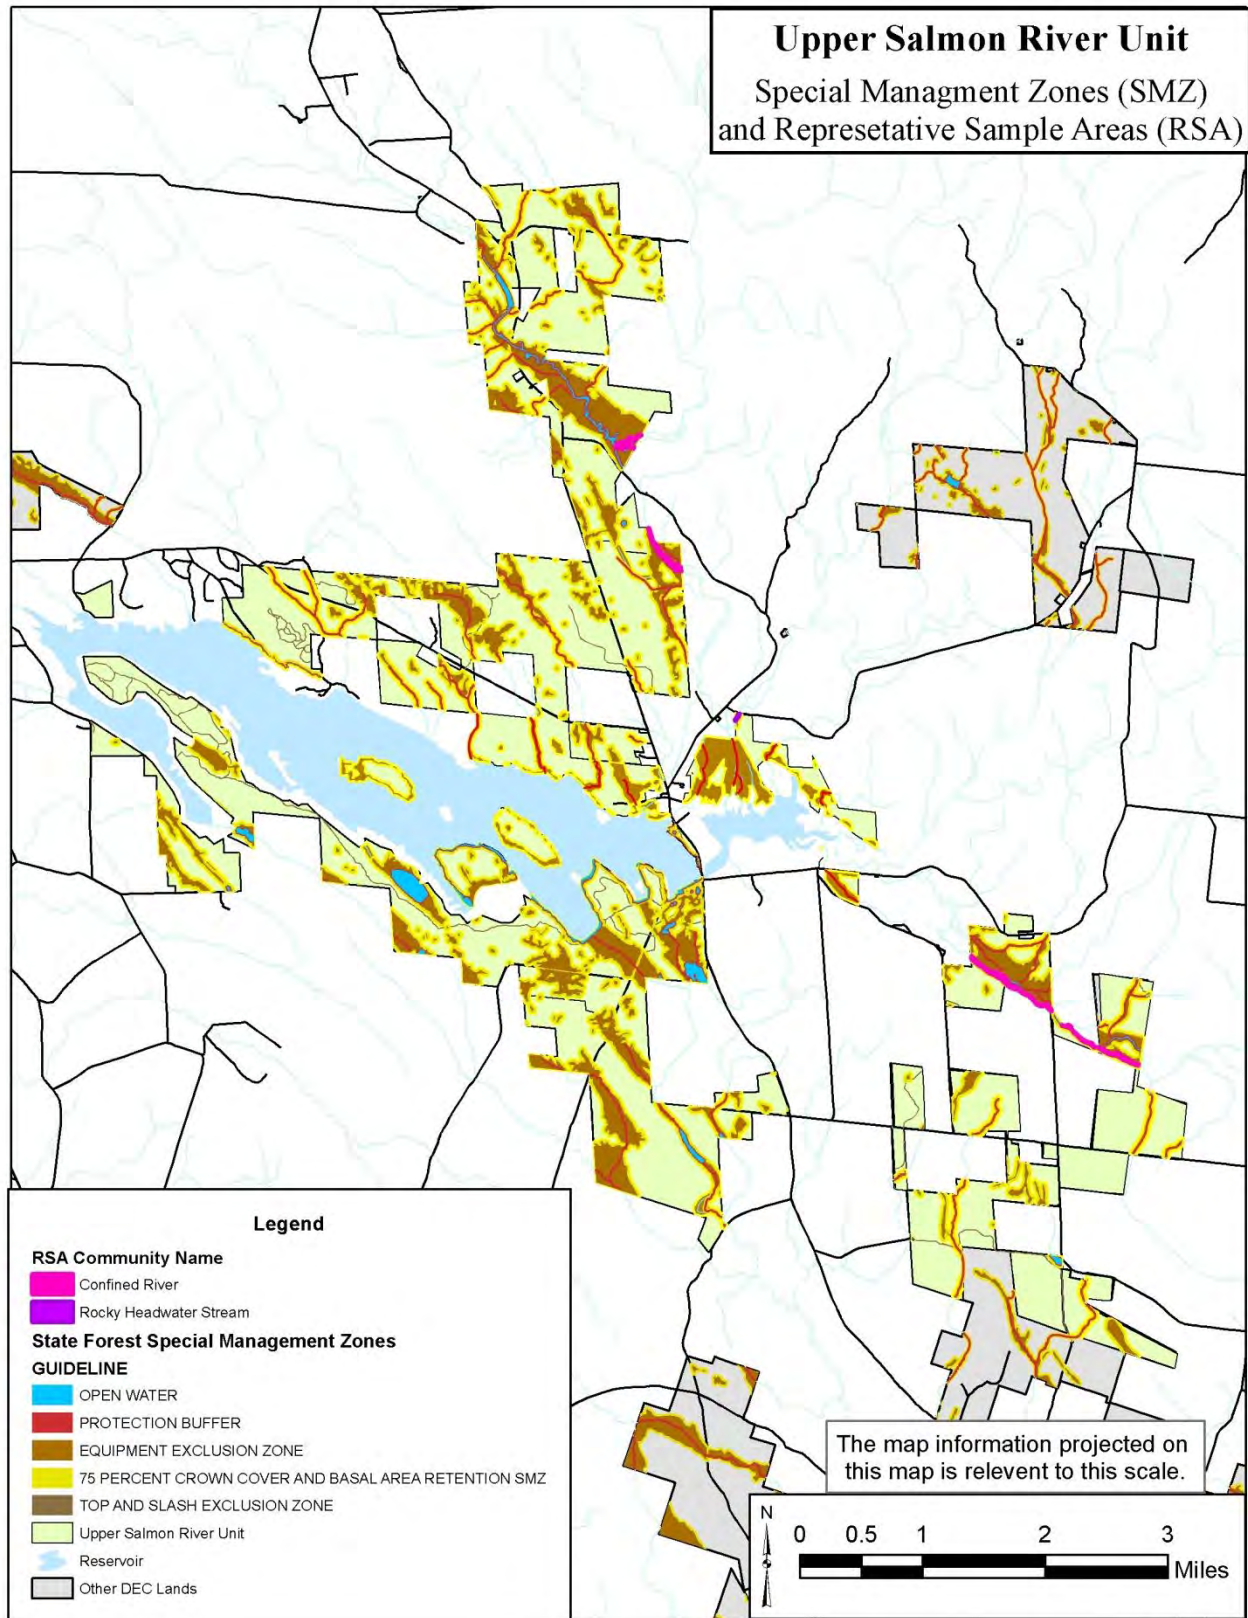 Upper Salmon River Unit
Special Managment Zones (SMZ)
and Represetative Sample Areas (RSA)
Legend
RSA Community Name
Confined River
Rocky Headwater Stream
State Forest Special Management Zones
GUIDELINE
OPEN WATER
PROTECTION BUFFER
EQUIPMENT EXCLUSION ZONE
75 PERCENT CROWN COVER AND BASAL AREA RETENTION SMZ
TOP AND SLASH EXCLUSION ZONE
Upper Salmon River Unit
Reservoir
Other DEC Lands
The map information projected on
this map is relevent to this scale.
N
0 0.5 1 2 3
Miles